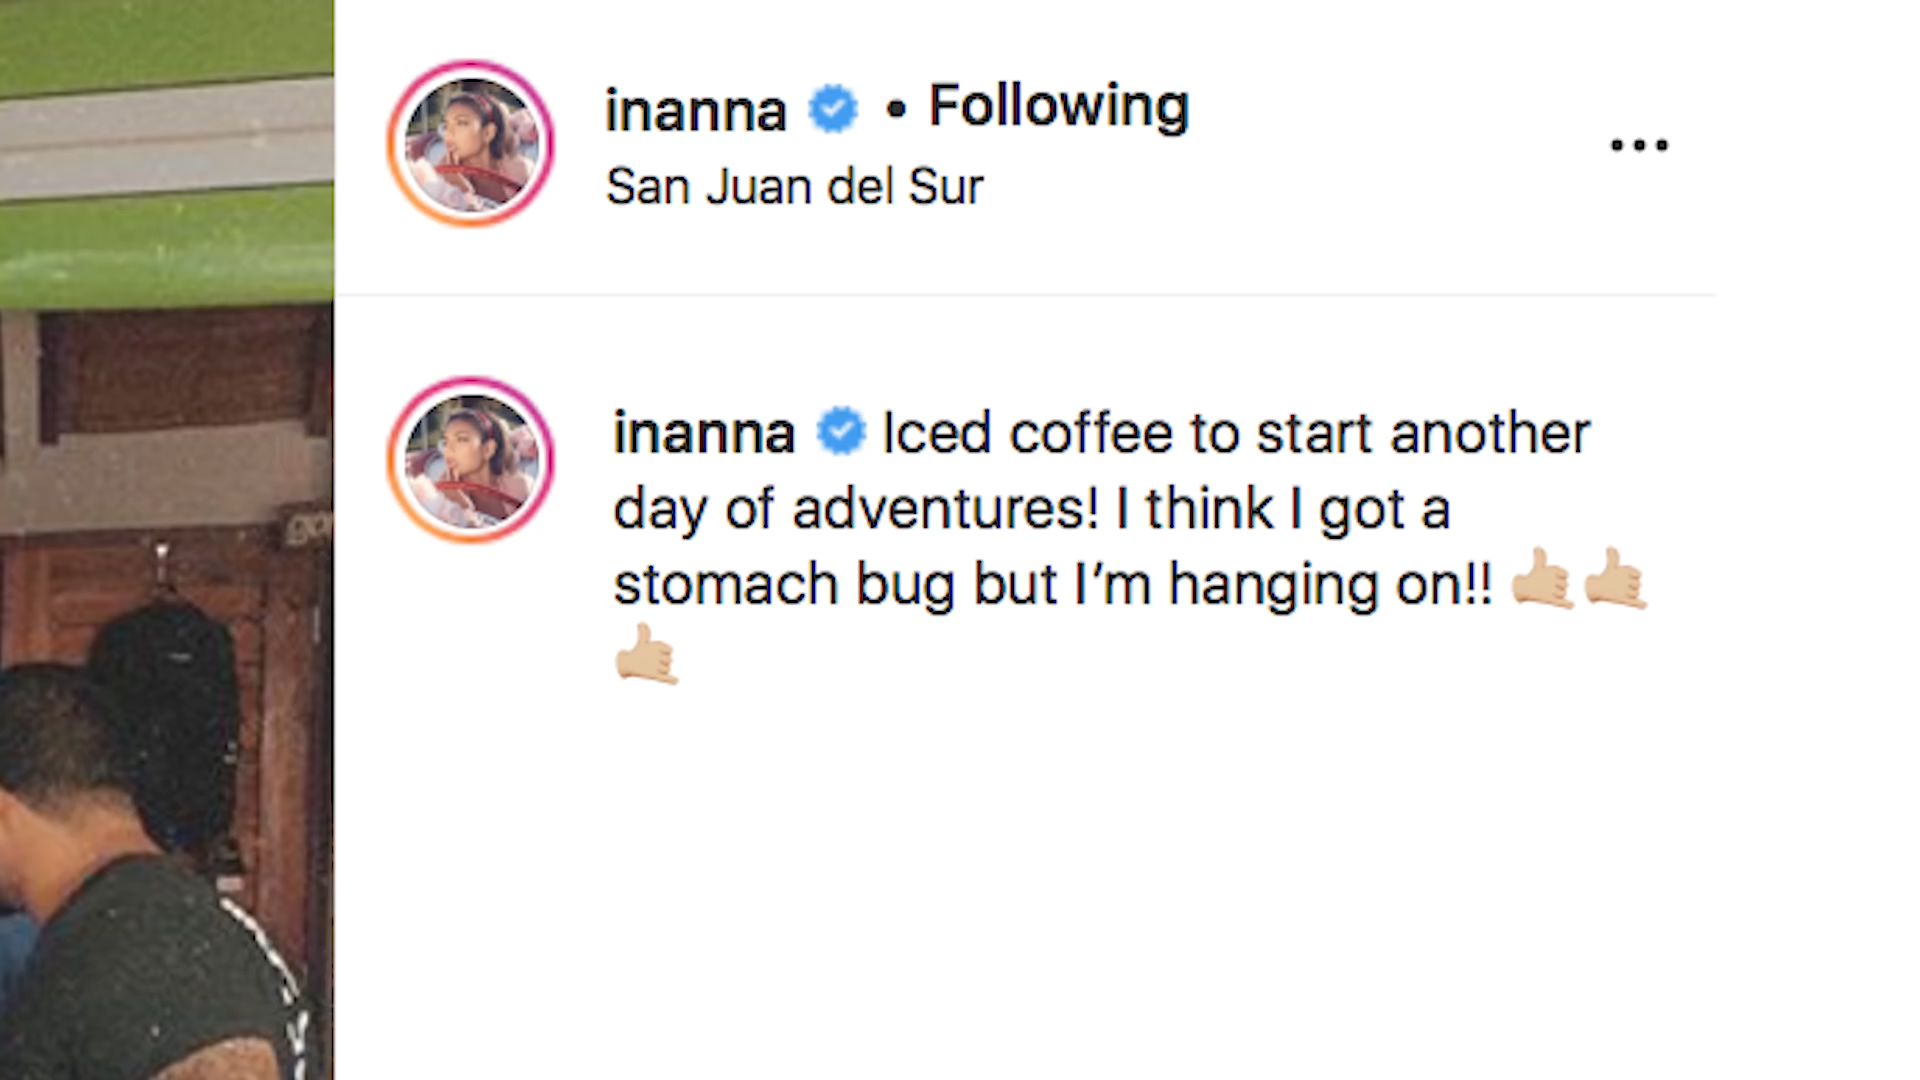 inanna • Following
San Juan del Sur
inanna Iced coffee to start another
day of adventures! I think I got a
stomach bug but I’m hanging on!! 🤙🏼🤙🏼
🤙🏼